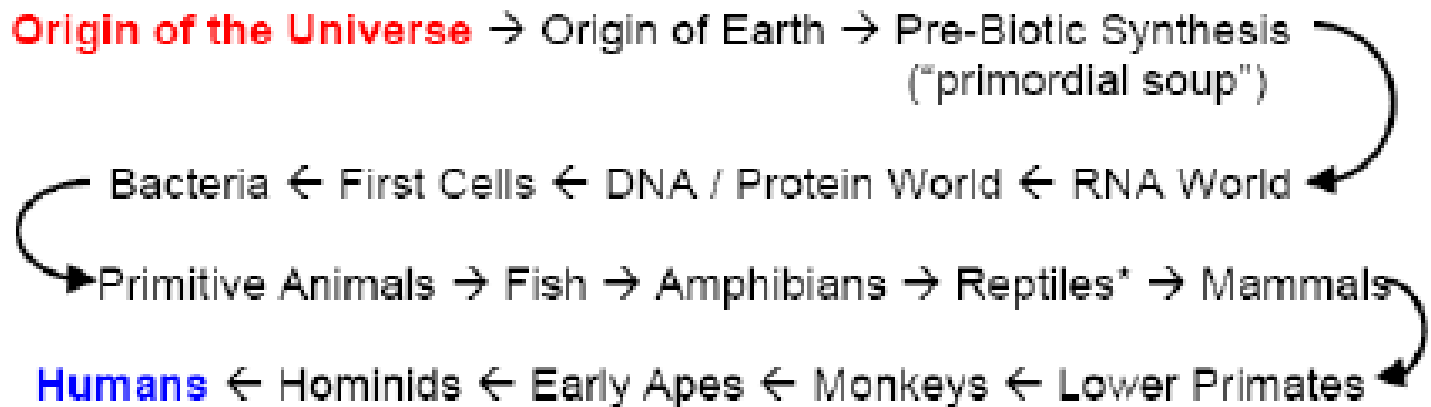 Origin of the Universe → Origin of Earth → Pre-Biotic Synthesis
("primordial soup")
Bacteria ← First Cells ← DNA / Protein World ← RNA World
Primitive Animals → Fish → Amphibians → Reptiles* → Mammals
Humans ← Hominids ← Early Apes ← Monkeys ← Lower Primates